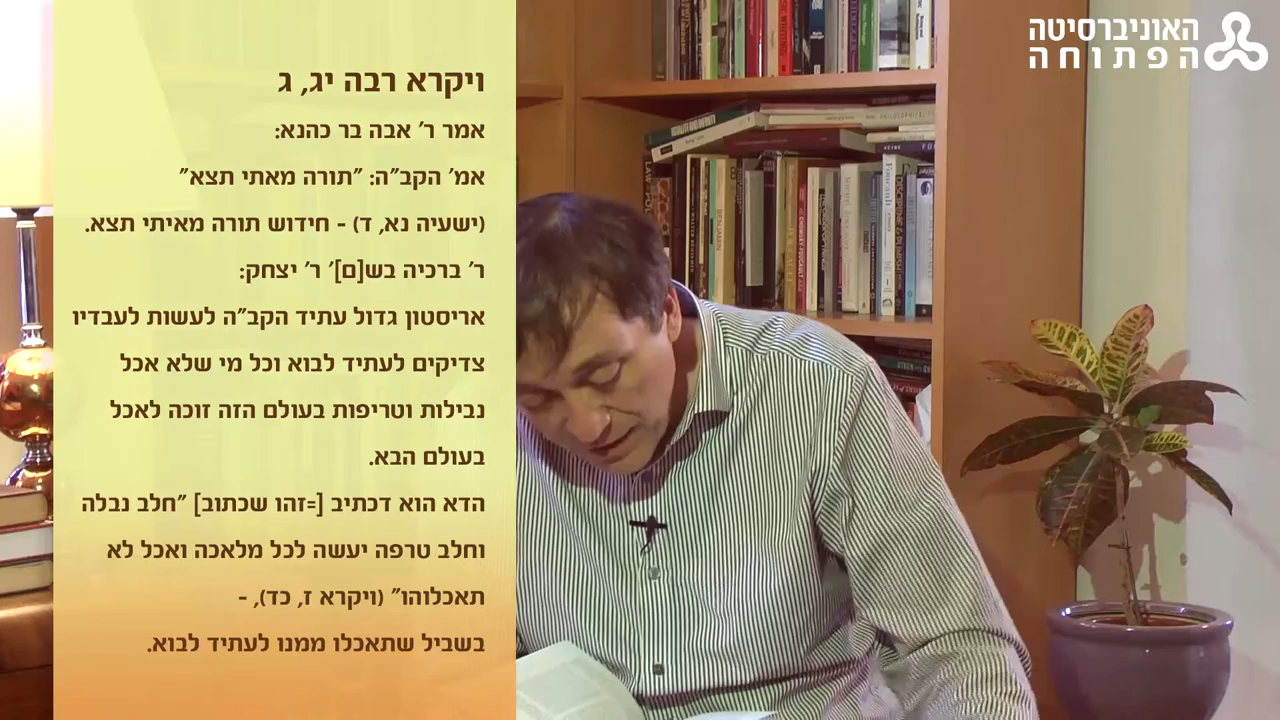 ויקרא רבה יג, ג
אמר ר' אבה בר כהנא:
אמ' הקב"ה: "תורה מאתי תצא"
(ישעיה נא, ד) - חידוש תורה מאיתי תצא.
ר' ברכיה בש[ם]' ר' יצחק:
אריסטון גדול עתיד הקב"ה לעשות לעבדיו
צדיקים לעתיד לבוא וכל מי שלא אכל
נבילות וטריפות בעולם הזה זוכה לאכל
בעולם הבא.
הדא הוא דכתיב [=זהו שכתוב] "חלב נבלה
וחלב טרפה יעשה לכל מלאכה ואכל לא
תאכלוהו" (ויקרא ז, כד), -
בשביל שתאכלו ממנו לעתיד לבוא.
האוניברסיטה
הפתוחה
Foucault
DISCIPLINE & PUNISH